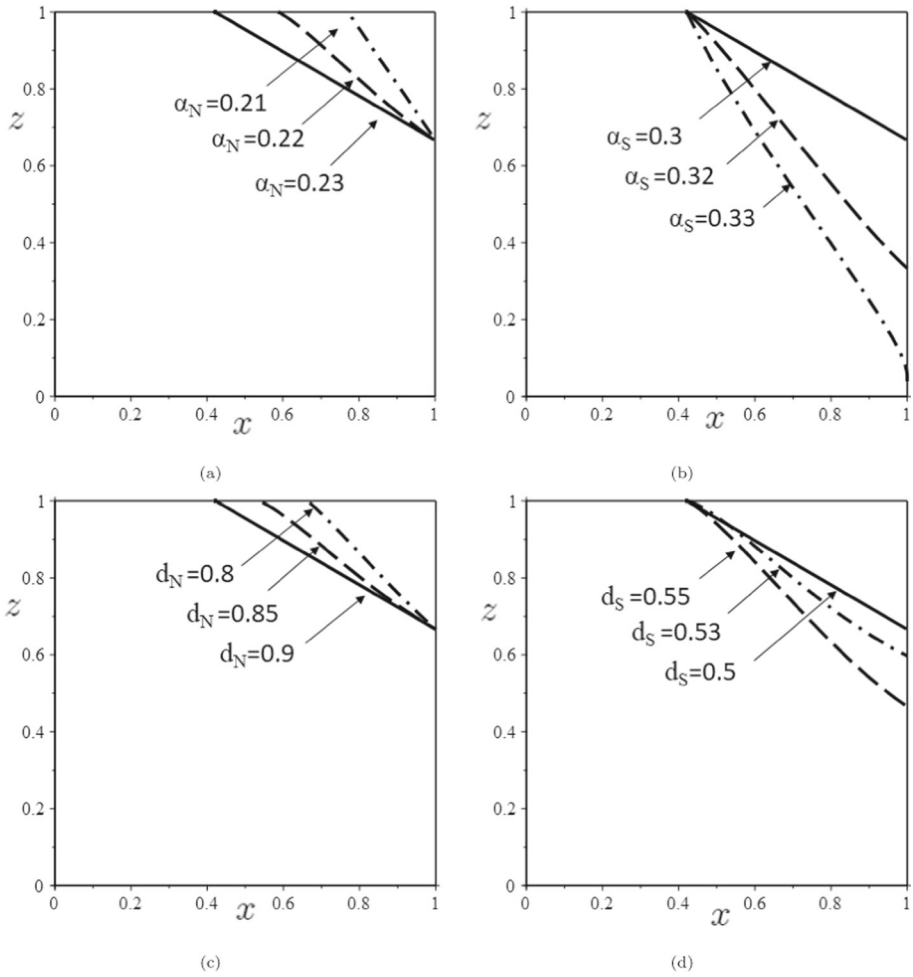 1
0.8
z
0.6
0.4
0.2
0
0 0.2 0.4 0.6 0.8 1
x
α_N=0.21
α_N=0.22
α_N=0.23
(a)
1
0.8
z
0.6
0.4
0.2
0
0 0.2 0.4 0.6 0.8 1
x
α_S=0.3
α_S=0.32
α_S=0.33
(b)
1
0.8
z
0.6
0.4
0.2
0
0 0.2 0.4 0.6 0.8 1
x
d_N=0.8
d_N=0.85
d_N=0.9
(c)
1
0.8
z
0.6
0.4
0.2
0
0 0.2 0.4 0.6 0.8 1
x
d_S=0.55
d_S=0.53
d_S=0.5
(d)